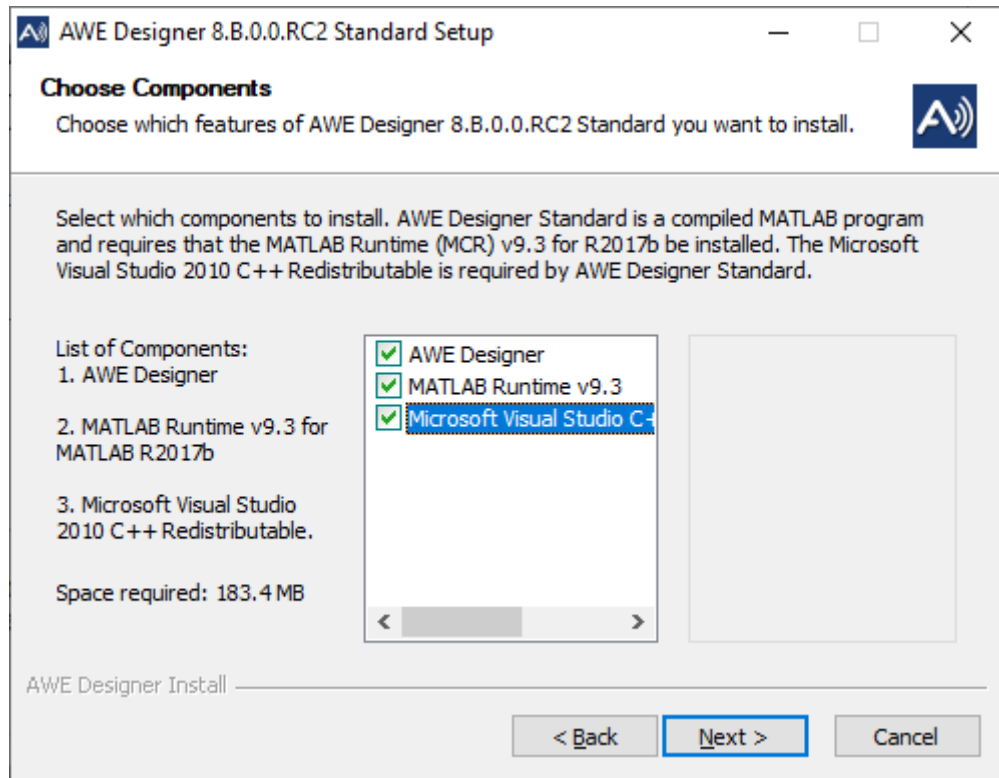 AWE Designer 8.B.0.0.RC2 Standard Setup
Choose Components
Choose which features of AWE Designer 8.B.0.0.RC2 Standard you want to install.
Select which components to install. AWE Designer Standard is a compiled MATLAB program
and requires that the MATLAB Runtime (MCR) v9.3 for R2017b be installed. The Microsoft
Visual Studio 2010 C++ Redistributable is required by AWE Designer Standard.
List of Components:
1. AWE Designer
2. MATLAB Runtime v9.3 for
MATLAB R2017b
3. Microsoft Visual Studio
2010 C++ Redistributable.
Space required: 183.4 MB
AWE Designer
MATLAB Runtime v9.3
Microsoft Visual Studio C+
AWE Designer Install
< Back
Next >
Cancel